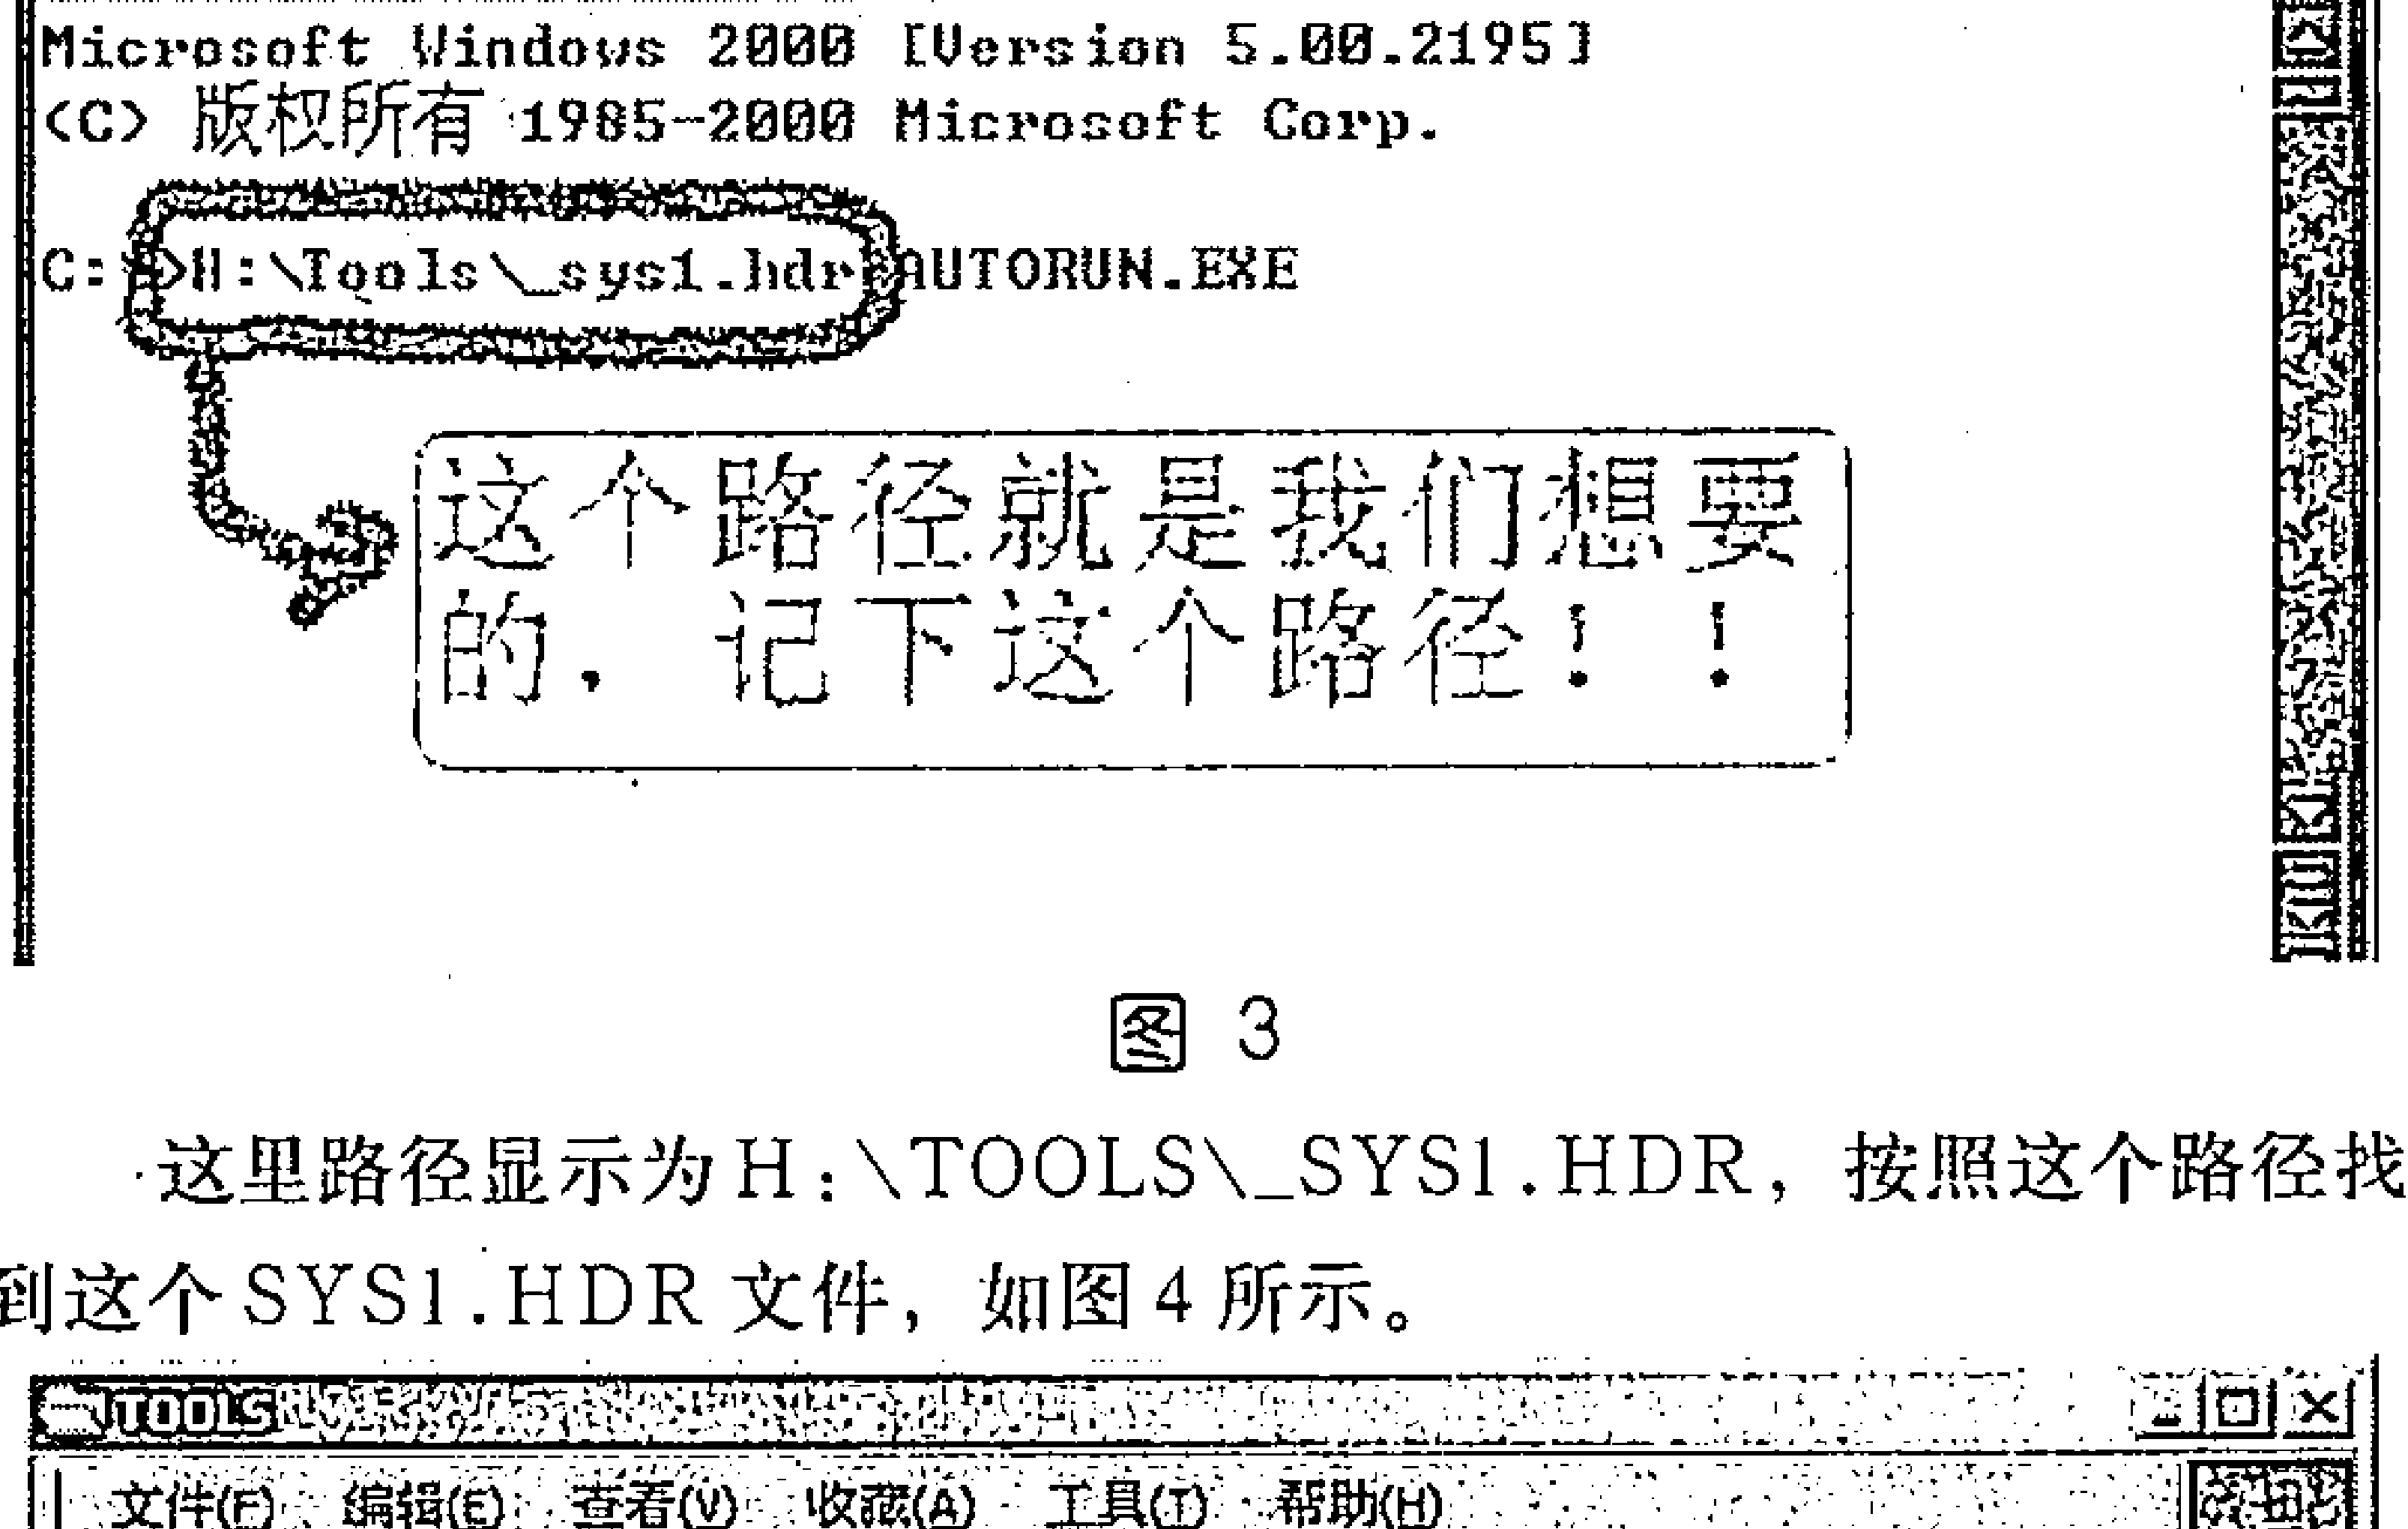 Microsoft Windows 2000 [Version 5.00.2195]
(C) 版权所有 1985-2000 Microsoft Corp.
C:\>H:\Tools\_sys1.hdr AUTORUN.EXE
这个路径就是我们想要
的，记下这个路径！！
图 3
这里路径显示为H:\TOOLS\_SYS1.HDR，按照这个路径找
到这个SYS1.HDR文件，如图4所示。
TOOLS
文件(F) 编辑(E) 查看(V) 收藏(A) 工具(T) 帮助(H)